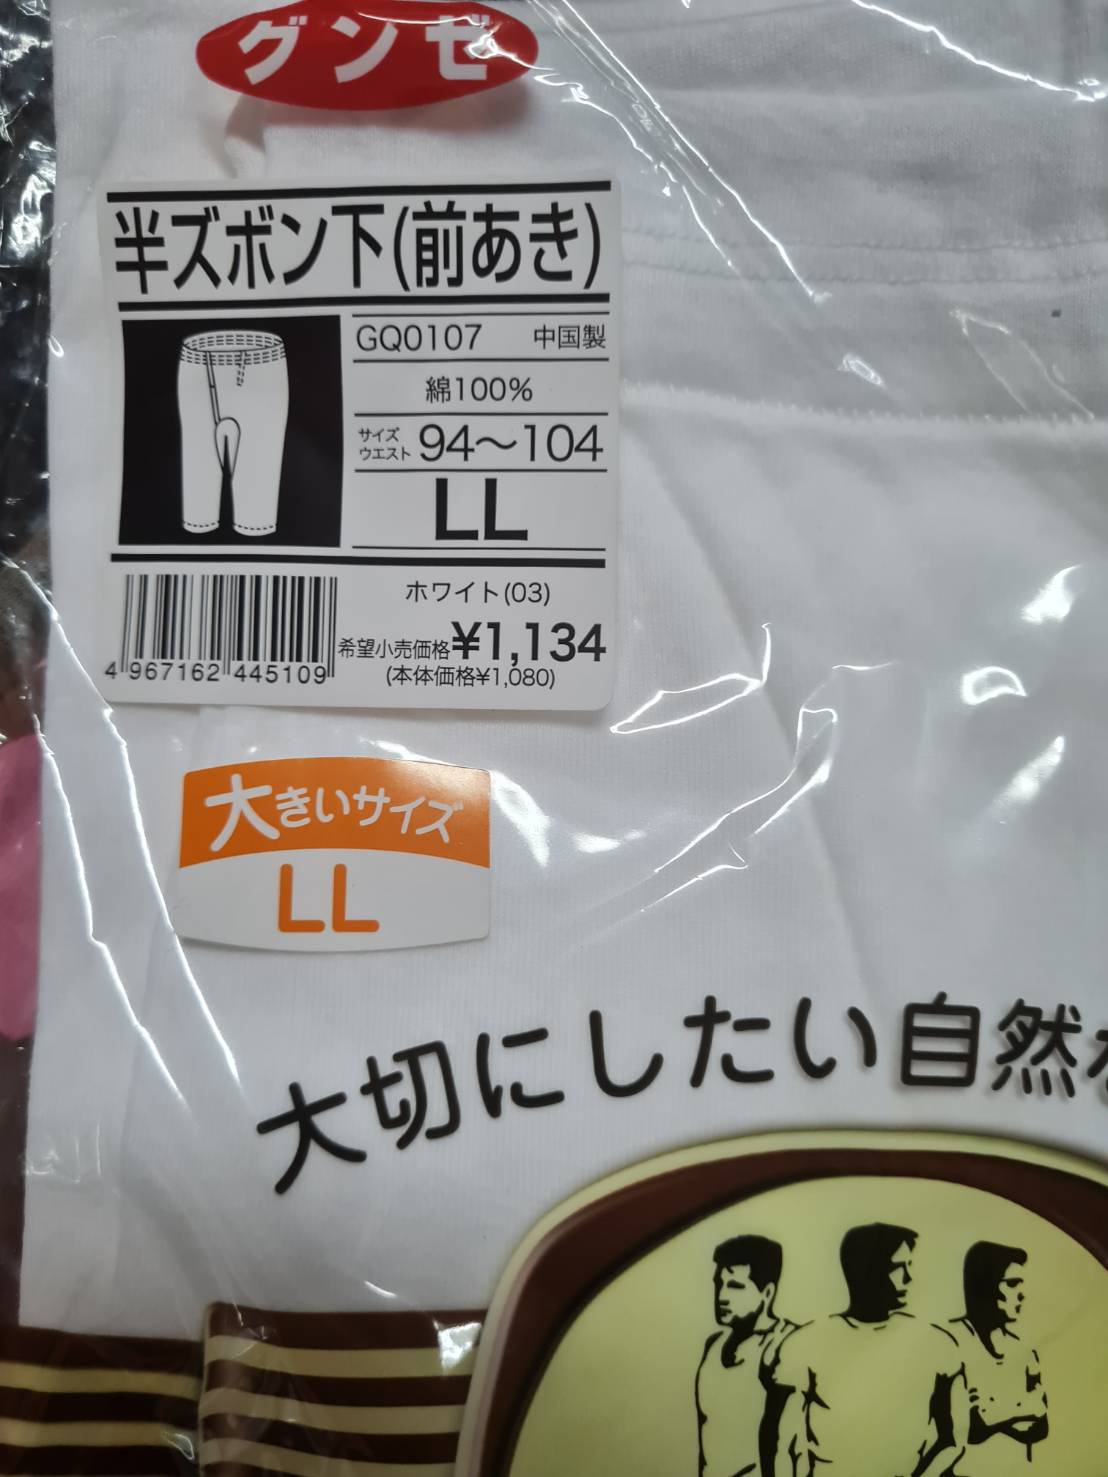 グンゼ
半ズボン下(前あき)
GQ0107 中国製
綿100%
サイズ
ウエスト 94〜104
LL
ホワイト(03)
希望小売価格¥1,134
(本体価格¥1,080)
4 967162 445109
大きいサイズ
LL
大切にしたい自然